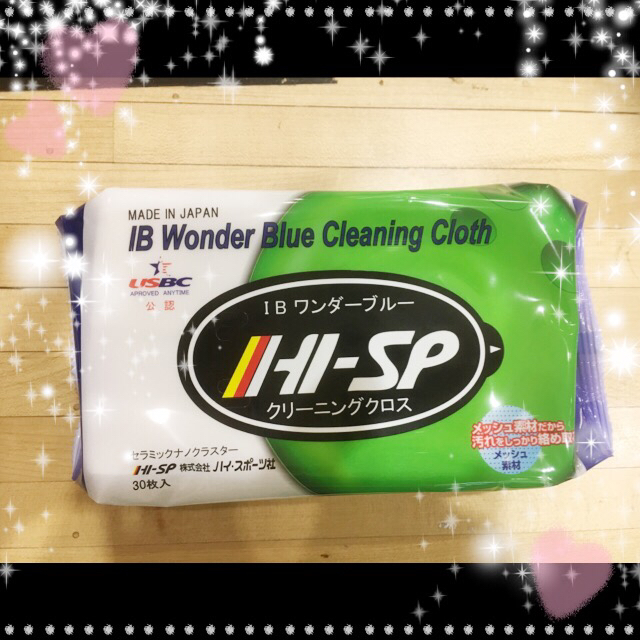 MADE IN JAPAN
IB Wonder Blue Cleaning Cloth
USBC
APROVED ANYTIME
公認
IBワンダーブルー
HI-SP
クリーニングクロス
メッシュ素材だから
汚れをしっかり絡め取
メッシュ
素材
セラミックナノクラスター
HI-SP 株式会社 ハイ・スポーツ社
30枚入